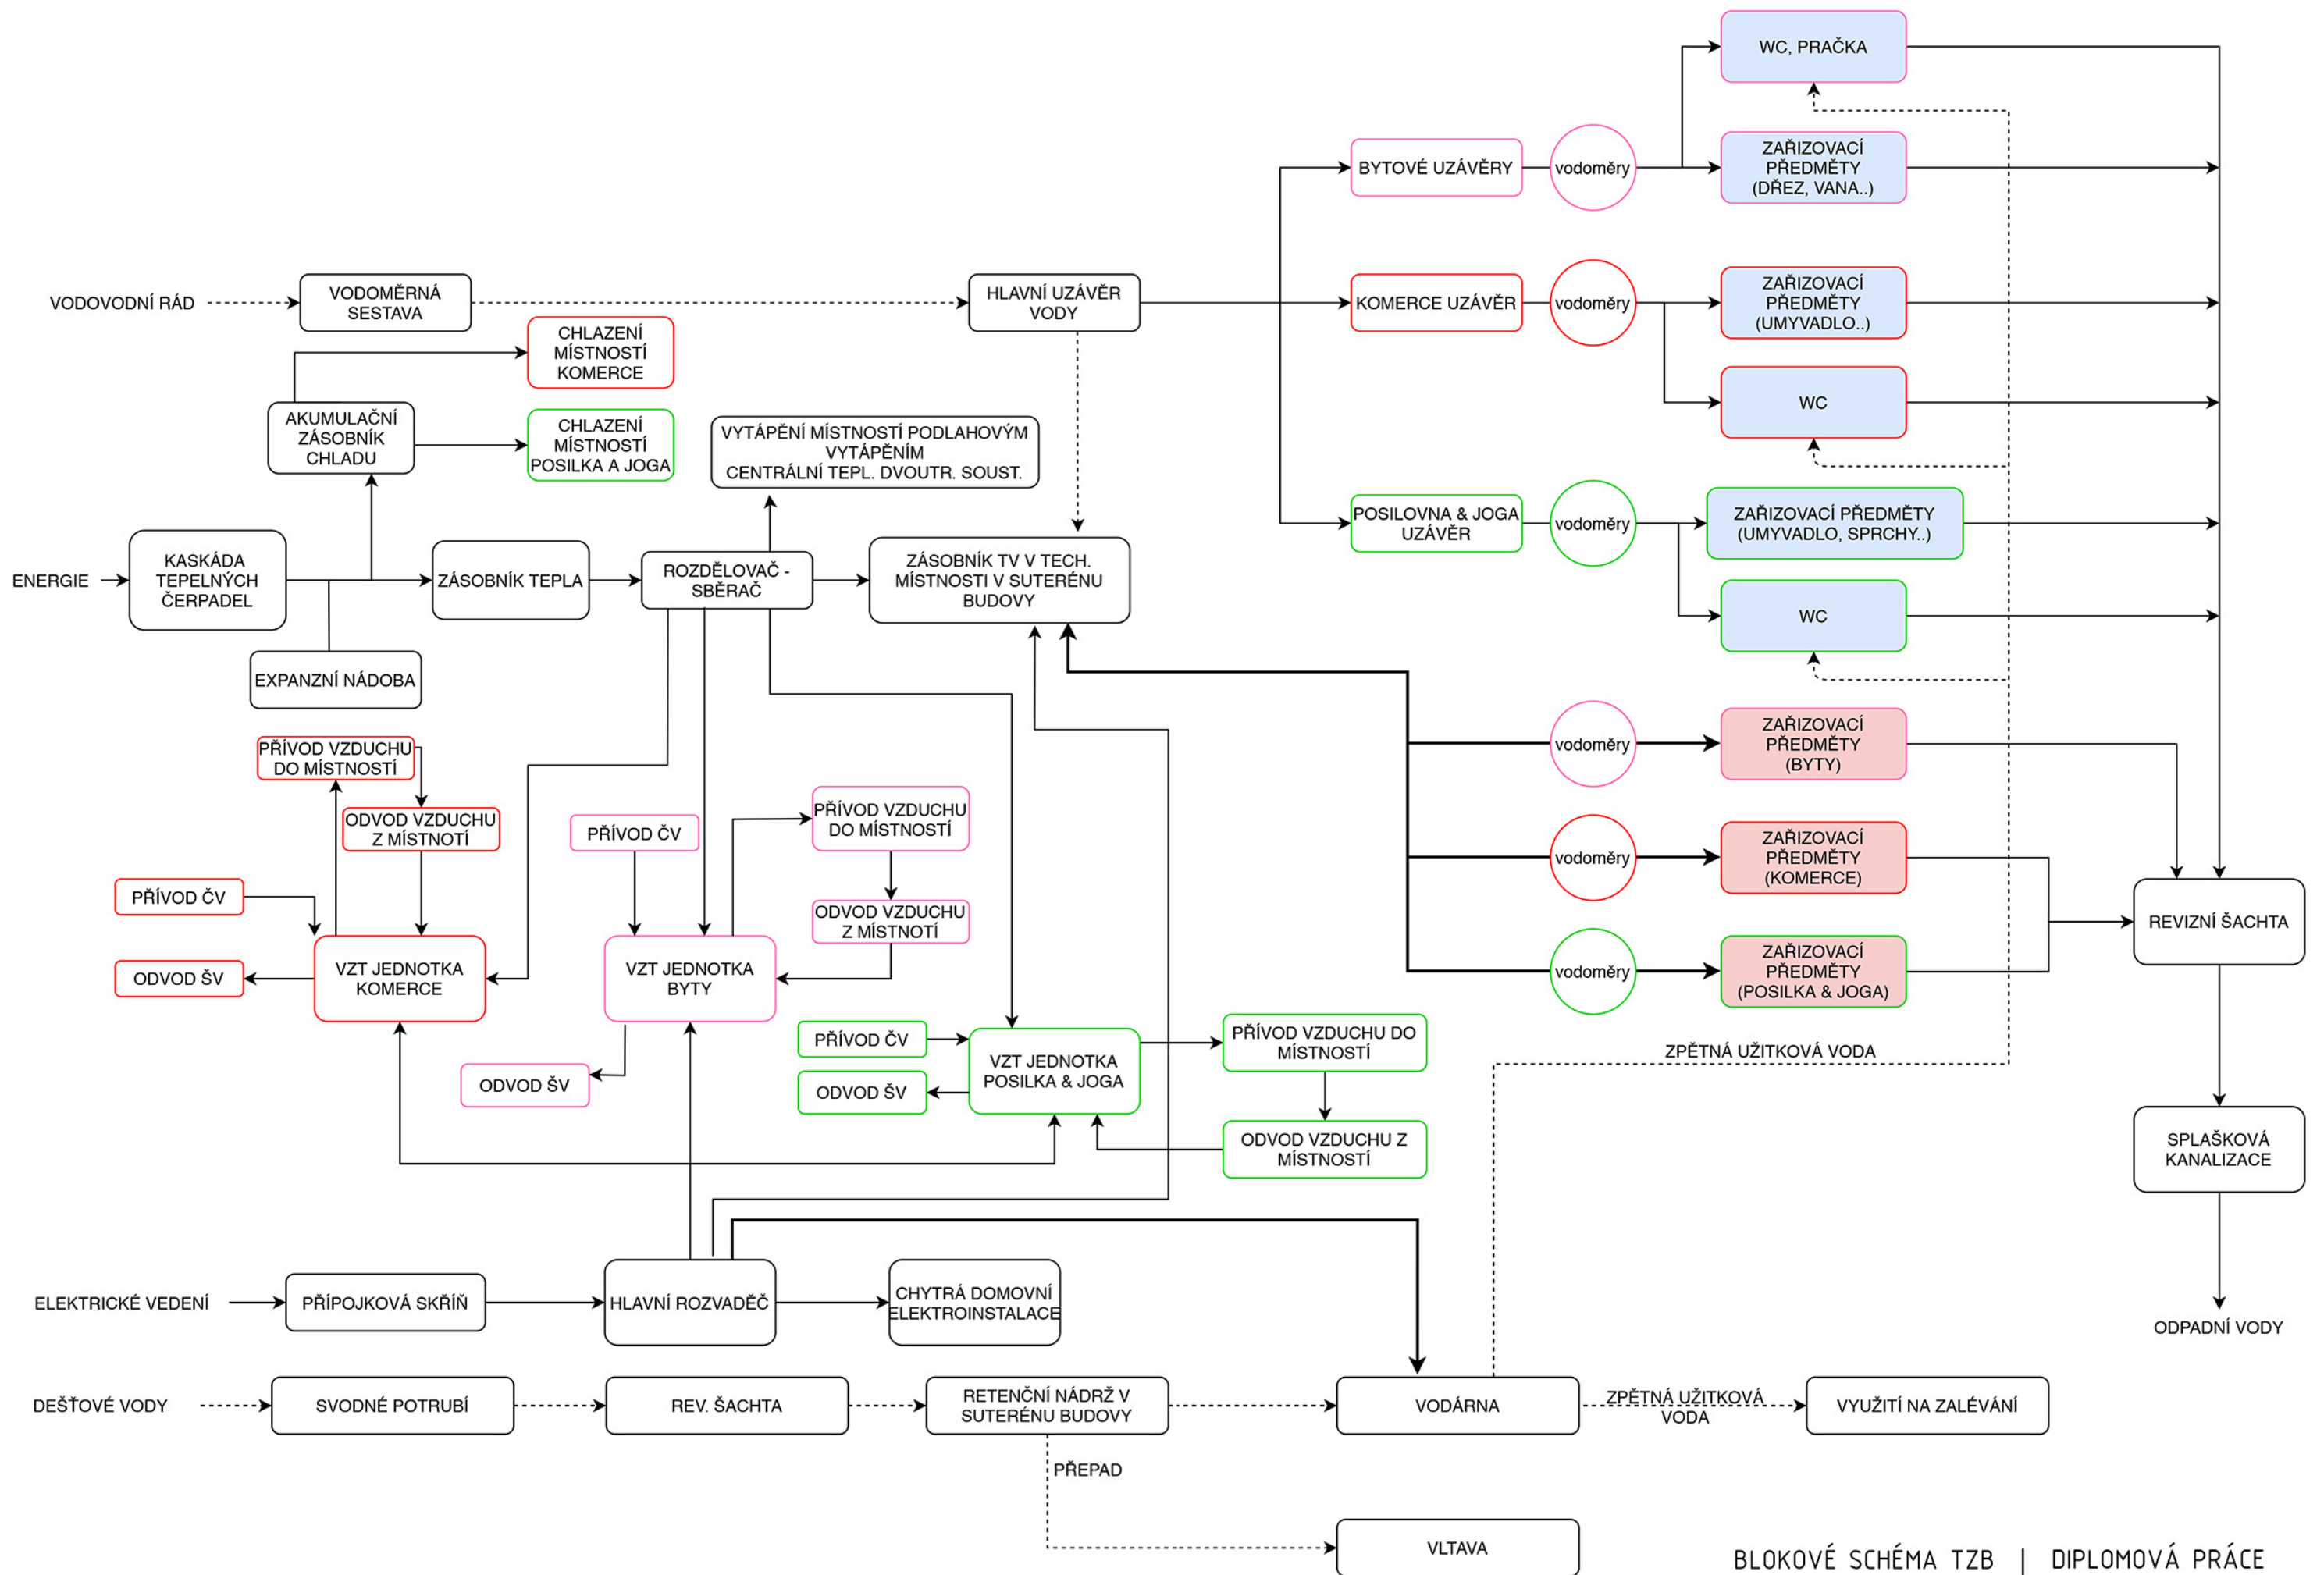 WC, PRAČKA
BYTOVÉ UZÁVĚRY
vodoměry
ZAŘIZOVACÍ
PŘEDMĚTY
(DŘEZ, VANA..)
VODOVODNÍ RÁD
VODOMĚRNÁ
SESTAVA
HLAVNÍ UZÁVĚR
VODY
KOMERCE UZÁVĚR
vodoměry
ZAŘIZOVACÍ
PŘEDMĚTY
(UMYVADLO..)
CHLAZENÍ
MÍSTNOSTÍ
KOMERCE
WC
AKUMULAČNÍ
ZÁSOBNÍK
CHLADU
CHLAZENÍ
MÍSTNOSTÍ
POSILKA A JOGA
VYTÁPĚNÍ MÍSTNOSTÍ PODLAHOVÝM
VYTÁPĚNÍM
CENTRÁLNÍ TEPL. DVOUTR. SOUST.
POSILOVNA & JOGA
UZÁVĚR
vodoměry
ZAŘIZOVACÍ PŘEDMĚTY
(UMYVADLO, SPRCHY..)
ENERGIE
KASKÁDA
TEPELNÝCH
ČERPADEL
ZÁSOBNÍK TEPLA
ROZDĚLOVAČ -
SBĚRAČ
ZÁSOBNÍK TV V TECH.
MÍSTNOSTI V SUTERÉNU
BUDOVY
WC
EXPANZNÍ NÁDOBA
PŘÍVOD VZDUCHU
DO MÍSTNOSTÍ
vodoměry
ZAŘIZOVACÍ
PŘEDMĚTY
(BYTY)
ODVOD VZDUCHU
Z MÍSTNOTÍ
PŘÍVOD ČV
PŘÍVOD VZDUCHU
DO MÍSTNOSTÍ
vodoměry
ZAŘIZOVACÍ
PŘEDMĚTY
(KOMERCE)
PŘÍVOD ČV
ODVOD VZDUCHU
Z MÍSTNOTÍ
REVIZNÍ ŠACHTA
ODVOD ŠV
VZT JEDNOTKA
KOMERCE
VZT JEDNOTKA
BYTY
vodoměry
ZAŘIZOVACÍ
PŘEDMĚTY
(POSILKA & JOGA)
PŘÍVOD ČV
ODVOD ŠV
ODVOD ŠV
VZT JEDNOTKA
POSILKA & JOGA
PŘÍVOD VZDUCHU DO
MÍSTNOSTÍ
ZPĚTNÁ UŽITKOVÁ VODA
ODVOD VZDUCHU Z
MÍSTNOSTÍ
SPLAŠKOVÁ
KANALIZACE
ELEKTRICKÉ VEDENÍ
PŘÍPOJKOVÁ SKŘÍŇ
HLAVNÍ ROZVADĚČ
CHYTRÁ DOMOVNÍ
ELEKTROINSTALACE
ODPADNÍ VODY
DEŠŤOVÉ VODY
SVODNÉ POTRUBÍ
REV. ŠACHTA
RETENČNÍ NÁDRŽ V
SUTERÉNU BUDOVY
VODÁRNA
ZPĚTNÁ UŽITKOVÁ
VODA
VYUŽITÍ NA ZALÉVÁNÍ
PŘEPAD
VLTAVA
BLOKOVÉ SCHÉMA TZB | DIPLOMOVÁ PRÁCE